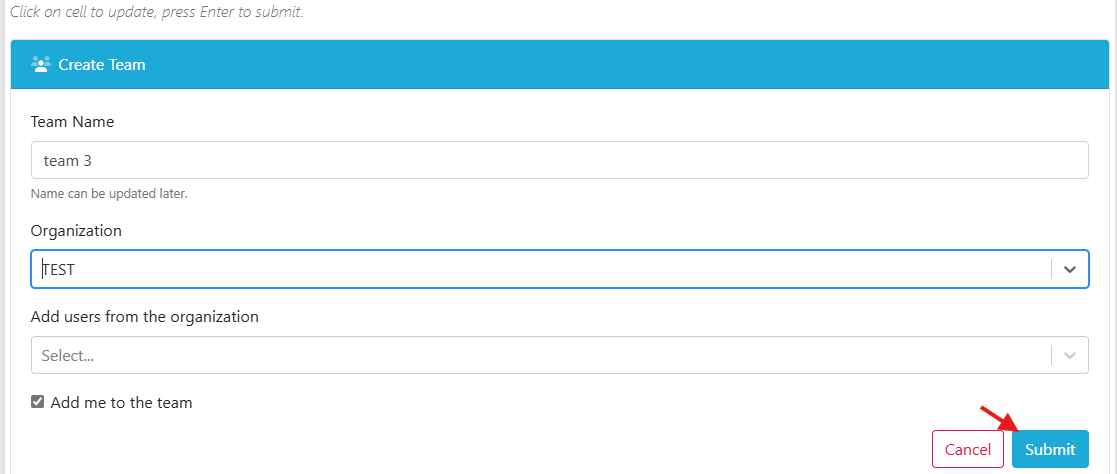 Click on cell to update, press Enter to submit.
Create Team
Team Name
team 3
Name can be updated later.
Organization
TEST
Add users from the organization
Select...
Add me to the team
Cancel Submit